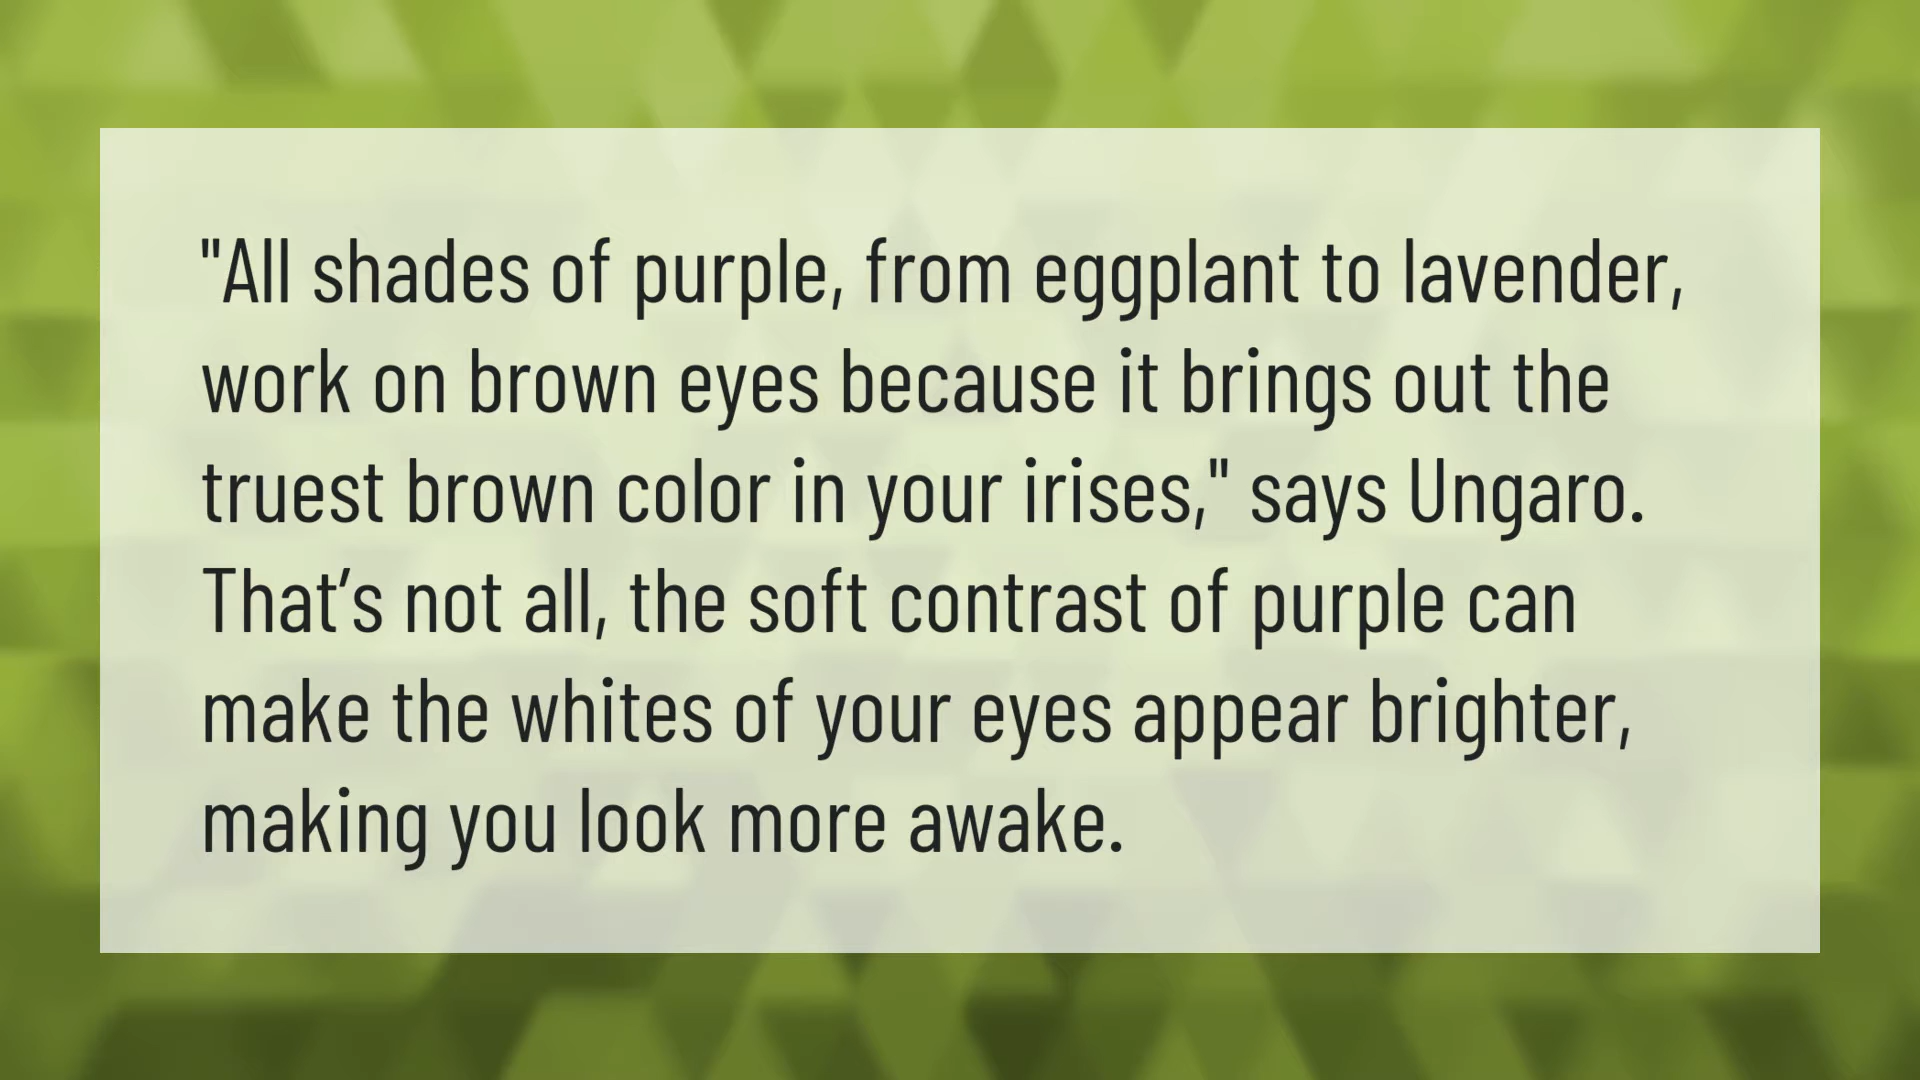 "All shades of purple, from eggplant to lavender,
work on brown eyes because it brings out the
truest brown color in your irises," says Ungaro.
That’s not all, the soft contrast of purple can
make the whites of your eyes appear brighter,
making you look more awake.